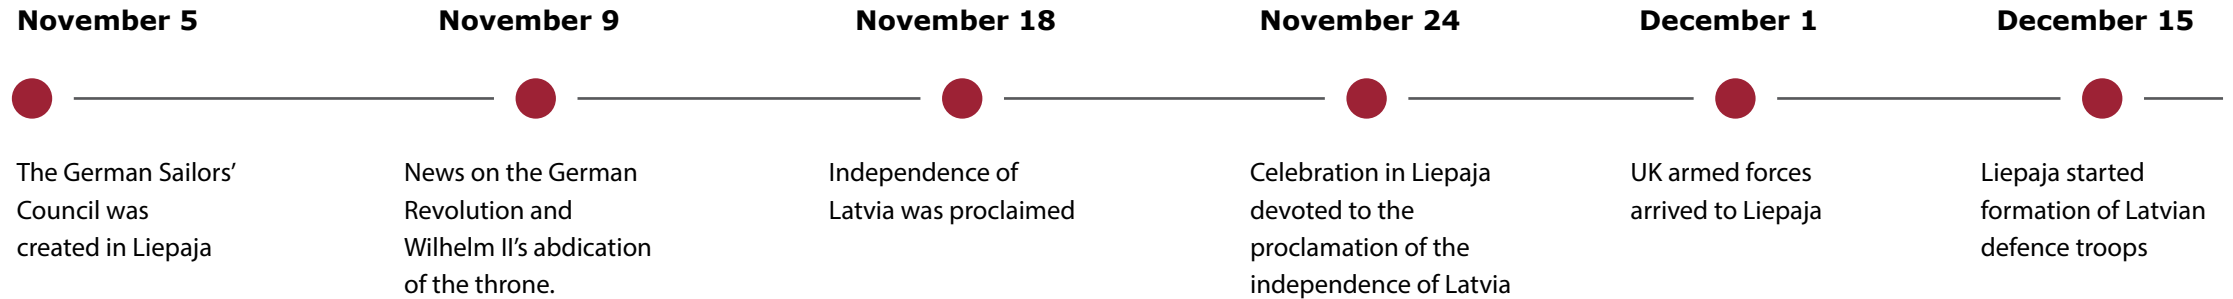 November 5
The German Sailors’
Council was
created in Liepaja
November 9
News on the German
Revolution and
Wilhelm II’s abdication
of the throne.
November 18
Independence of
Latvia was proclaimed
November 24
Celebration in Liepaja
devoted to the
proclamation of the
independence of Latvia
December 1
UK armed forces
arrived to Liepaja
December 15
Liepaja started
formation of Latvian
defence troops